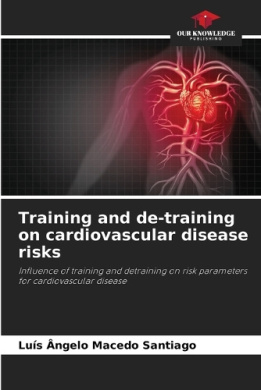 OUR KNOWLEDGE
PUBLISHING
Training and de-training
on cardiovascular disease
risks
Influence of training and detraining on risk parameters
for cardiovascular disease
Luís Ângelo Macedo Santiago